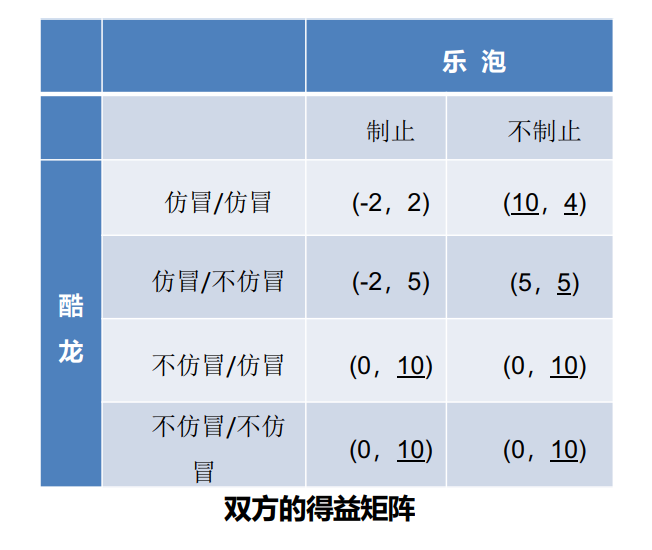 乐 泡
制止 不制止
仿冒/仿冒 (-2，2) (10，4)
仿冒/不仿冒 (-2，5) (5，5)
酷
龙
不仿冒/仿冒 (0，10) (0，10)
不仿冒/不仿
冒 (0，10) (0，10)
双方的得益矩阵